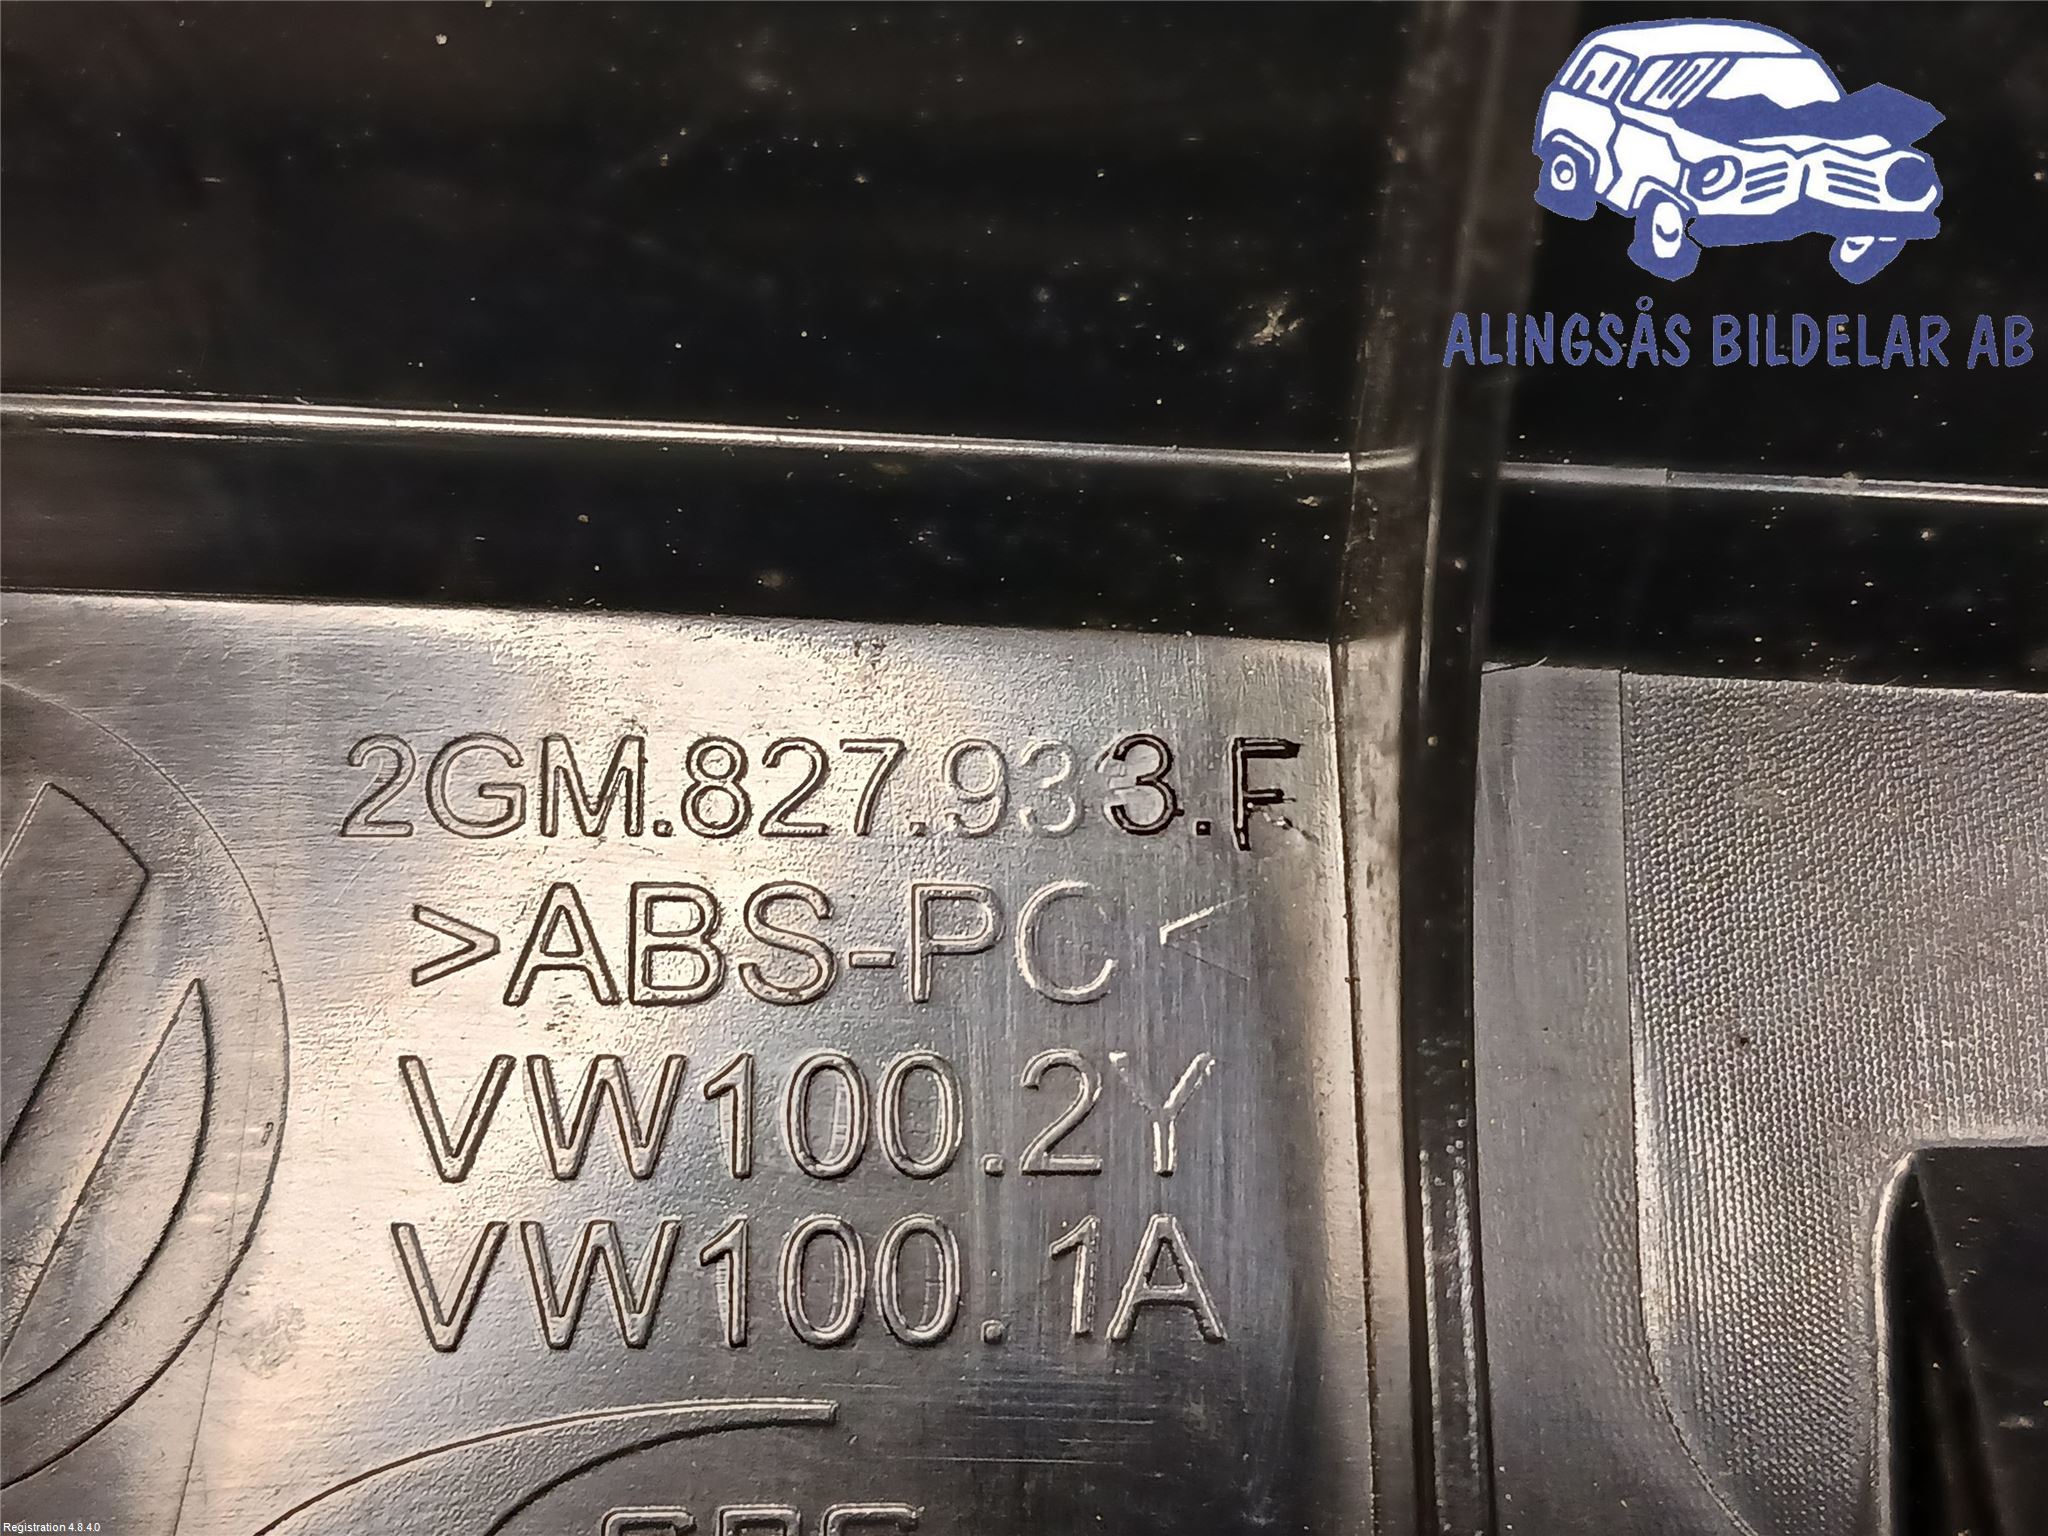 ALINGSÅS BILDELAR AB
2GM.827.933.F
>ABS-PC<
VW100.2Y
VW100.1A
Registration 4.8.4.0